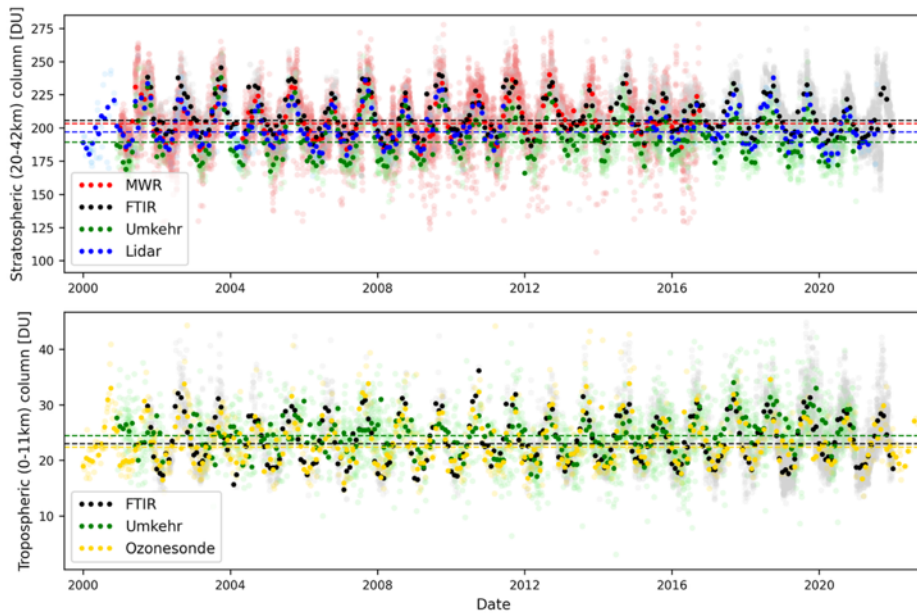 Stratospheric (20-42km) column [DU]
275
250
225
200
175
150
125
100
MWR
FTIR
Umkehr
Lidar
2000 2004 2008 2012 2016 2020
Tropospheric (0-11km) column [DU]
40
30
20
10
FTIR
Umkehr
Ozonesonde
2000 2004 2008 2012 2016 2020
Date